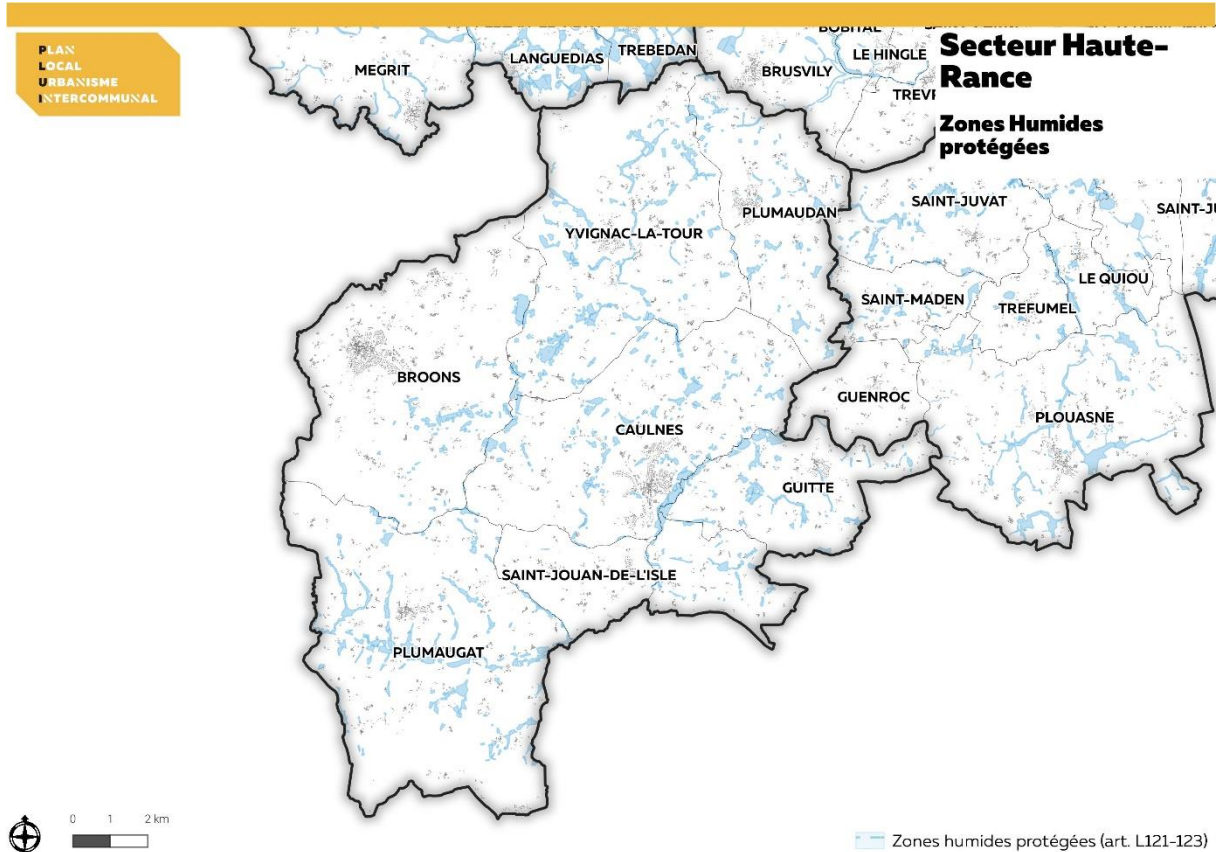 PLAN
LOCAL
URBANISME
INTERCOMMUNAL
Secteur Haute-
Rance
Zones Humides
protégées
BOBITAL
MEGRIT
LANGUEDIAS
TREBEDAN
BRUSVILY
LE HINGLE
PLUMAUDAN
SAINT-JUVAT
YVIGNAC-LA-TOUR
LE QUIOU
SAINT-MADEN
TREFUMEL
BROONS
GUENROC
PLOUASNE
CAULNES
GUITTE
SAINT-JOUAN-DE-L'ISLE
PLUMAUGAT
0 1 2 km
Zones humides protégées (art. L121-123)